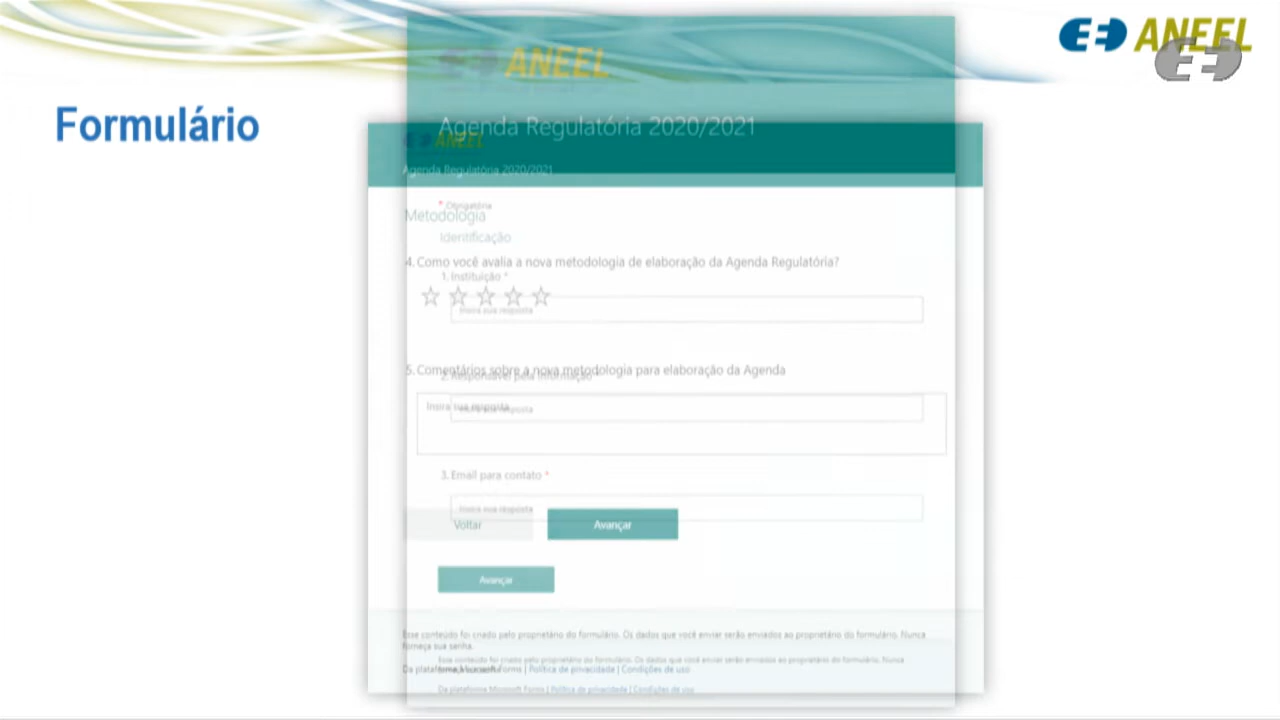 ANEEL
Formulário
ANEEL
Agenda Regulatória 2020/2021
* Obrigatória
Identificação
1. Instituição *
Insira sua resposta
2. Responsável pela informação
Insira sua resposta
3. Email para contato *
Insira sua resposta
Avançar
Esse conteúdo foi criado pelo proprietário do formulário. Os dados que você enviar serão enviados ao proprietário do formulário. Nunca
forneça sua senha.
Da plataforma Microsoft Forms | Política de privacidade | Condições de uso
ANEEL
Agenda Regulatória 2020/2021
Metodologia
4. Como você avalia a nova metodologia de elaboração da Agenda Regulatória?
5. Comentários sobre a nova metodologia para elaboração da Agenda
Insira sua resposta
Voltar
Avançar
Esse conteúdo foi criado pelo proprietário do formulário. Os dados que você enviar serão enviados ao proprietário do formulário. Nunca
forneça sua senha.
Da plataforma Microsoft Forms | Política de privacidade | Condições de uso